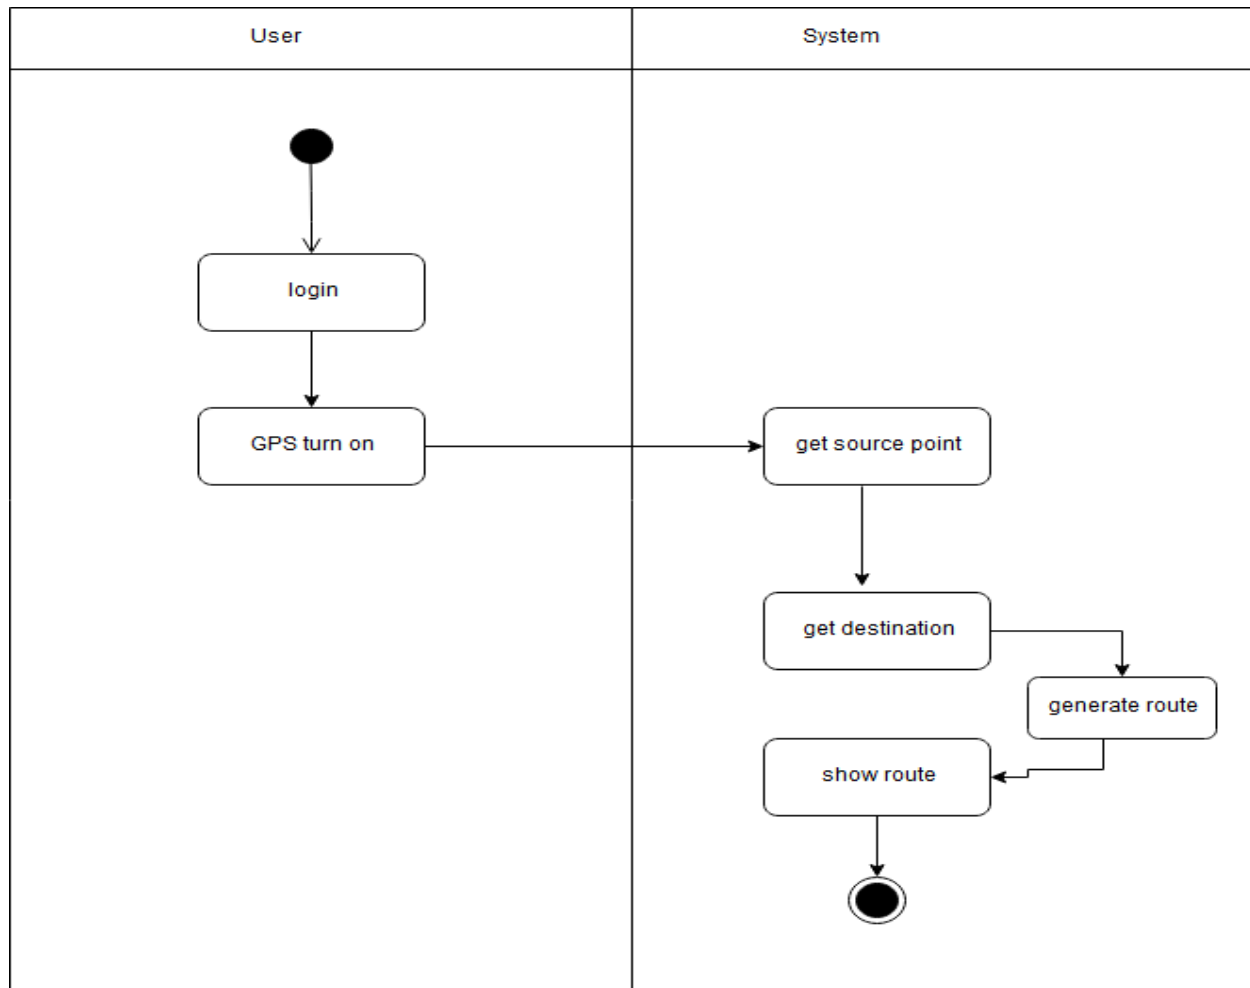 User
System
login
GPS turn on
get source point
get destination
generate route
show route